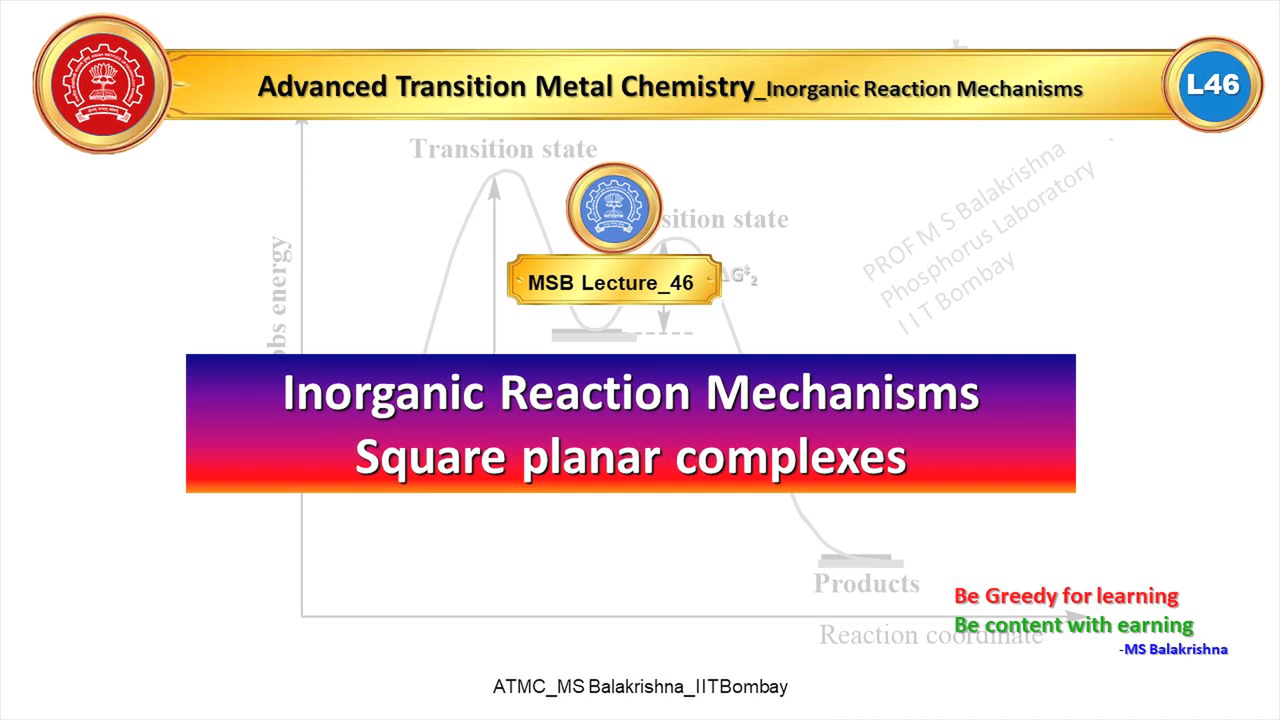 Advanced Transition Metal Chemistry_Inorganic Reaction Mechanisms
L46
Transition state
sition state
PROF M S Balakrishna
Phosphorus Laboratory
I I T Bombay
MSB Lecture_46
ΔG‡2
bbs energy
Inorganic Reaction Mechanisms
Square planar complexes
Products
Be Greedy for learning
Be content with earning
Reaction coordinate
-MS Balakrishna
ATMC_MS Balakrishna_IITBombay